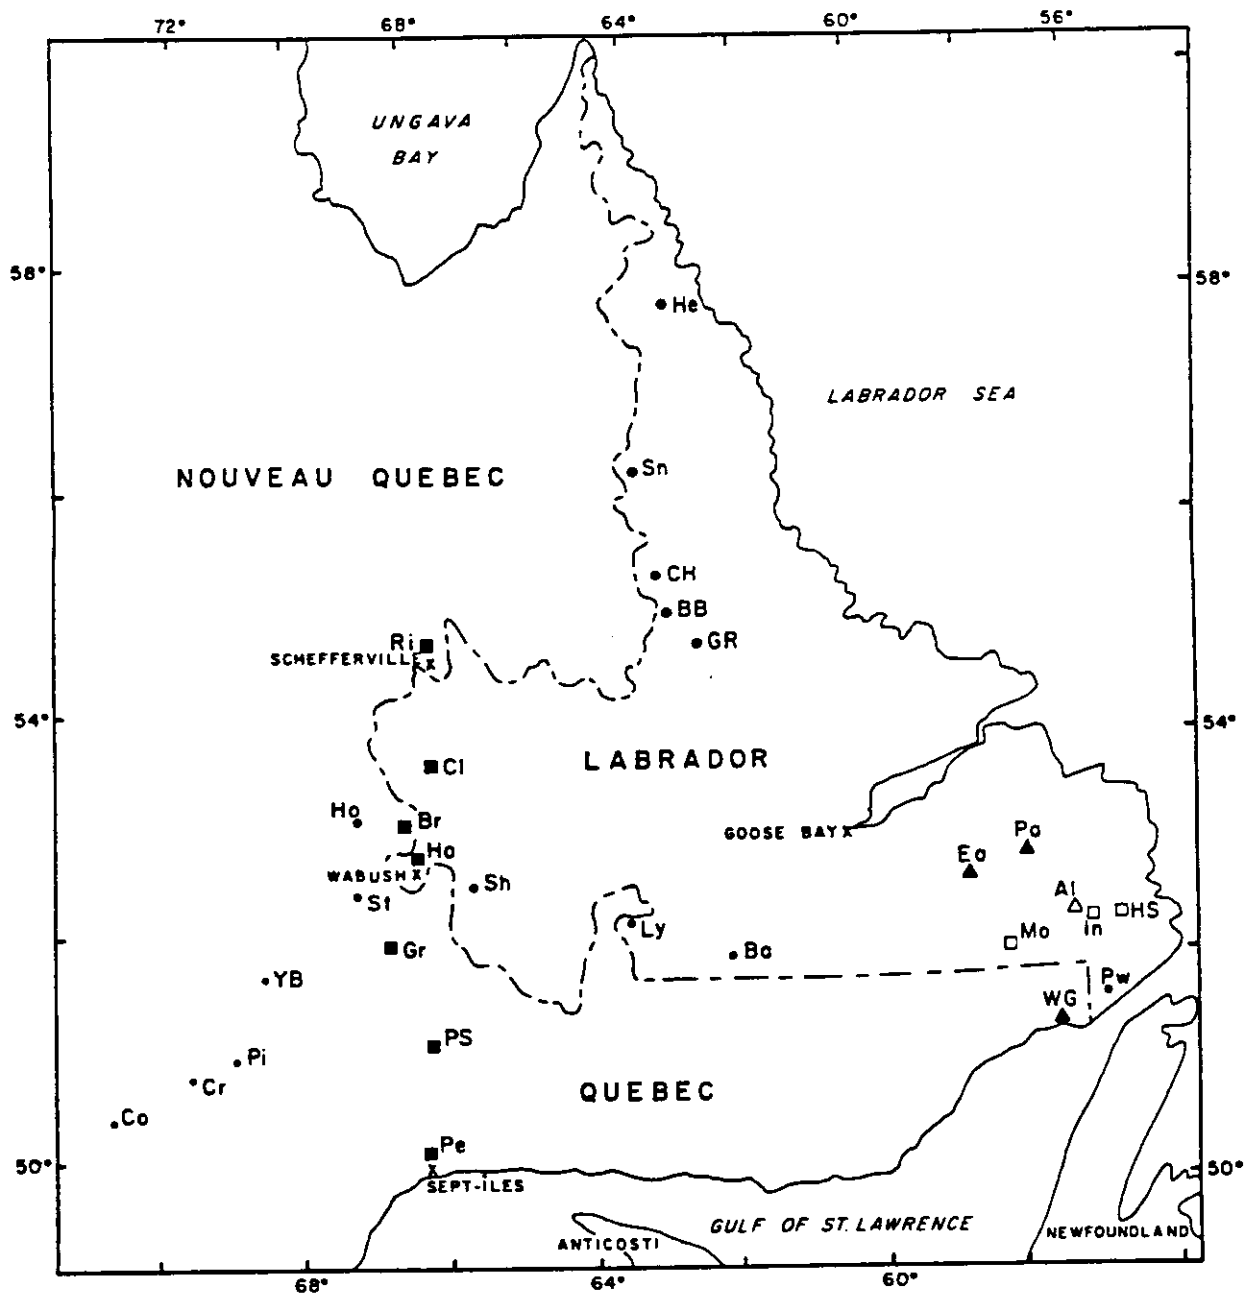 72° 68° 64° 60° 56°
UNGAVA
BAY
58° 58°
He
LABRADOR SEA
Sn
NOUVEAU QUEBEC
CH
BB
Ri GR
SCHEFFERVILLE x
54° 54°
LABRADOR
Cl
Ho Br GOOSE BAY x Pa
Ha Ea
WABUSH x Sh Al
St In HS
Ly Mo
Gr Ba
YB Pw
WG
PS
Pi
Cr QUEBEC
Co
Pe
50° x 50°
SEPT-ÎLES
GULF OF ST. LAWRENCE
ANTICOSTI NEWFOUNDLAND
68° 64° 60°